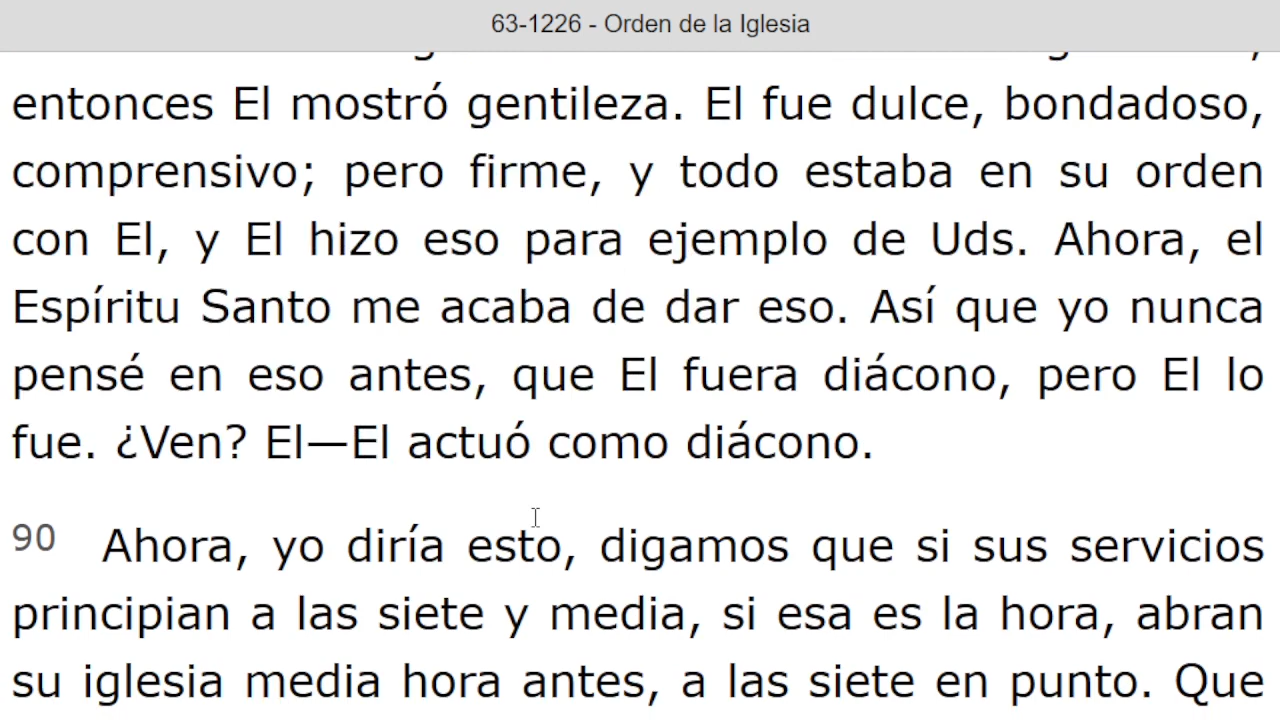 63-1226 - Orden de la Iglesia
entonces El mostró gentileza. El fue dulce, bondadoso,
comprensivo; pero firme, y todo estaba en su orden
con El, y El hizo eso para ejemplo de Uds. Ahora, el
Espíritu Santo me acaba de dar eso. Así que yo nunca
pensé en eso antes, que El fuera diácono, pero El lo
fue. ¿Ven? El—El actuó como diácono.
90 Ahora, yo diría esto, digamos que si sus servicios
principian a las siete y media, si esa es la hora, abran
su iglesia media hora antes, a las siete en punto. Que